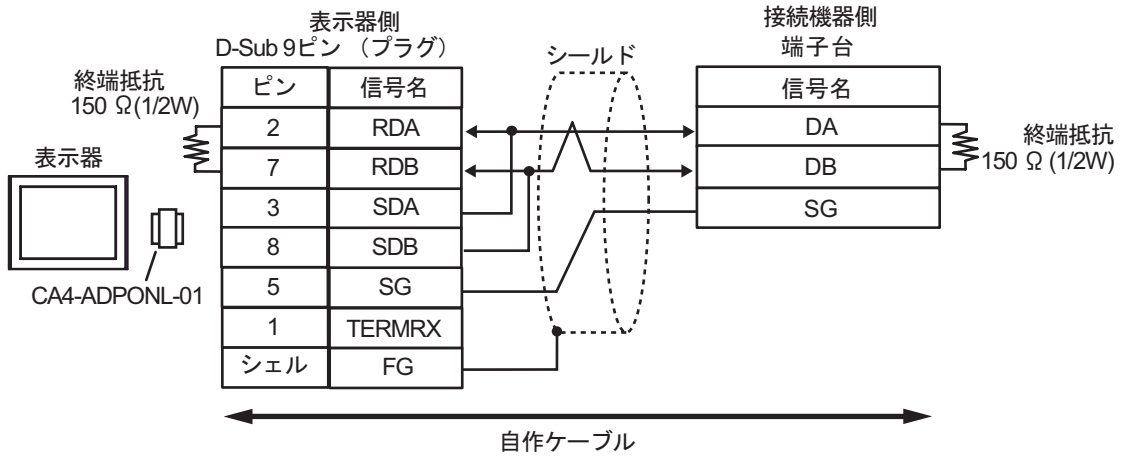 表示器側
D-Sub 9ピン （プラグ）
シールド
接続機器側
端子台
終端抵抗
150 Ω(1/2W)
ピン 信号名
2 RDA
7 RDB
3 SDA
8 SDB
5 SG
1 TERMRX
シェル FG
信号名
DA
DB
SG
終端抵抗
150 Ω (1/2W)
表示器
CA4-ADPONL-01
自作ケーブル